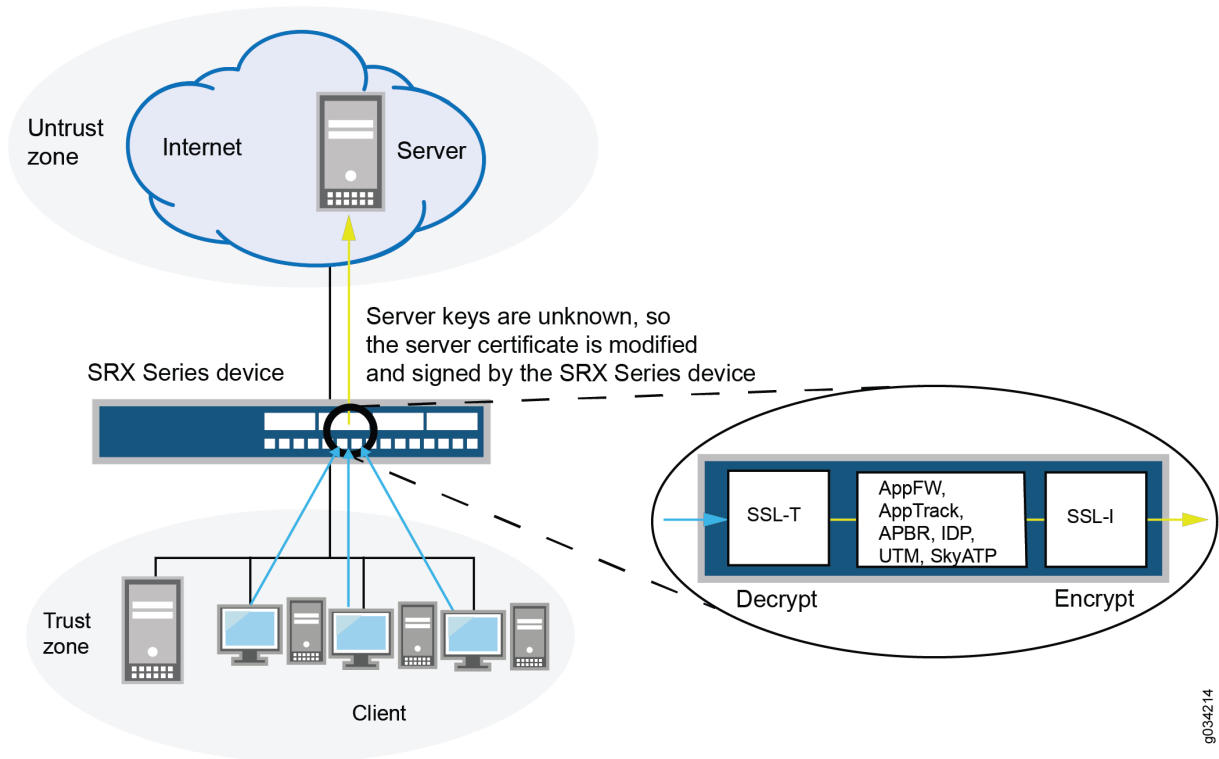 Untrust
zone
Internet
Server
Server keys are unknown, so
the server certificate is modified
and signed by the SRX Series device
SRX Series device
SSL-T
AppFW,
AppTrack,
APBR, IDP,
UTM, SkyATP
SSL-I
Decrypt
Encrypt
Trust
zone
Client
g034214